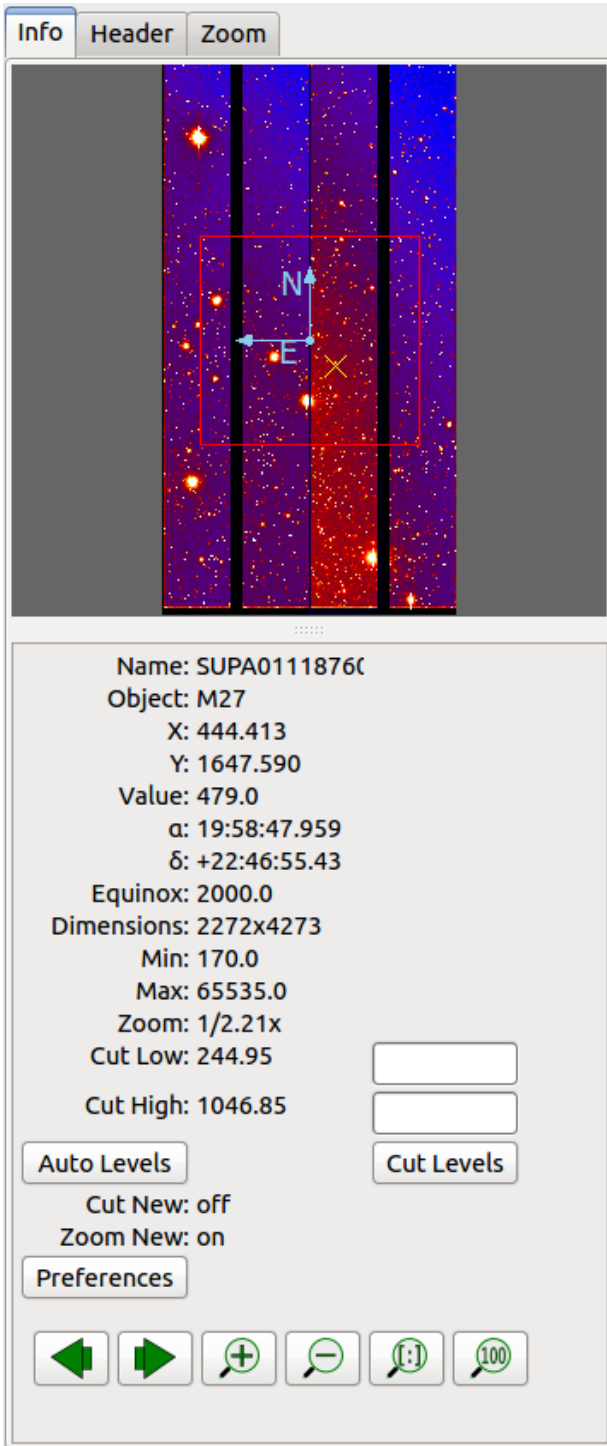 Info Header Zoom
N
E
Name: SUPA01118760
Object: M27
X: 444.413
Y: 1647.590
Value: 479.0
α: 19:58:47.959
δ: +22:46:55.43
Equinox: 2000.0
Dimensions: 2272x4273
Min: 170.0
Max: 65535.0
Zoom: 1/2.21x
Cut Low: 244.95
Cut High: 1046.85
Auto Levels Cut Levels
Cut New: off
Zoom New: on
Preferences
[:] 100